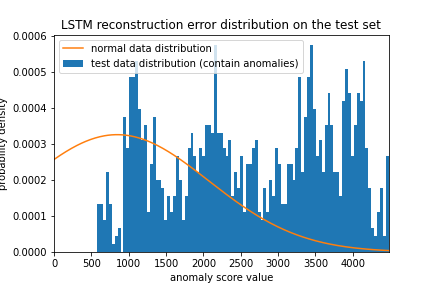 LSTM reconstruction error distribution on the test set
normal data distribution
test data distribution (contain anomalies)
probability density
0.0006
0.0005
0.0004
0.0003
0.0002
0.0001
0.0000
0 500 1000 1500 2000 2500 3000 3500 4000
anomaly score value